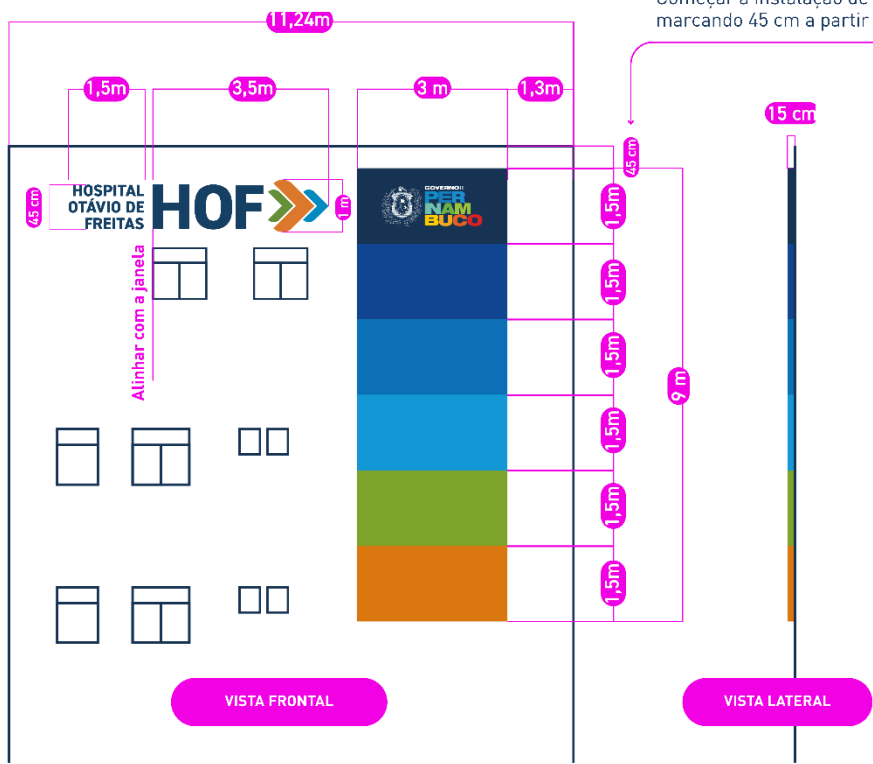 Começar a instalação de
marcando 45 cm a partir
11,24m
1,5m
3,5m
3 m
1,3m
15 cm
45 cm
HOSPITAL
OTÁVIO DE
FREITAS
HOF
45 cm
1 m
GOVERNO
PER
NAM
BUCO
1,5m
1,5m
1,5m
1,5m
1,5m
1,5m
9 m
Alinhar com a janela
VISTA FRONTAL
VISTA LATERAL